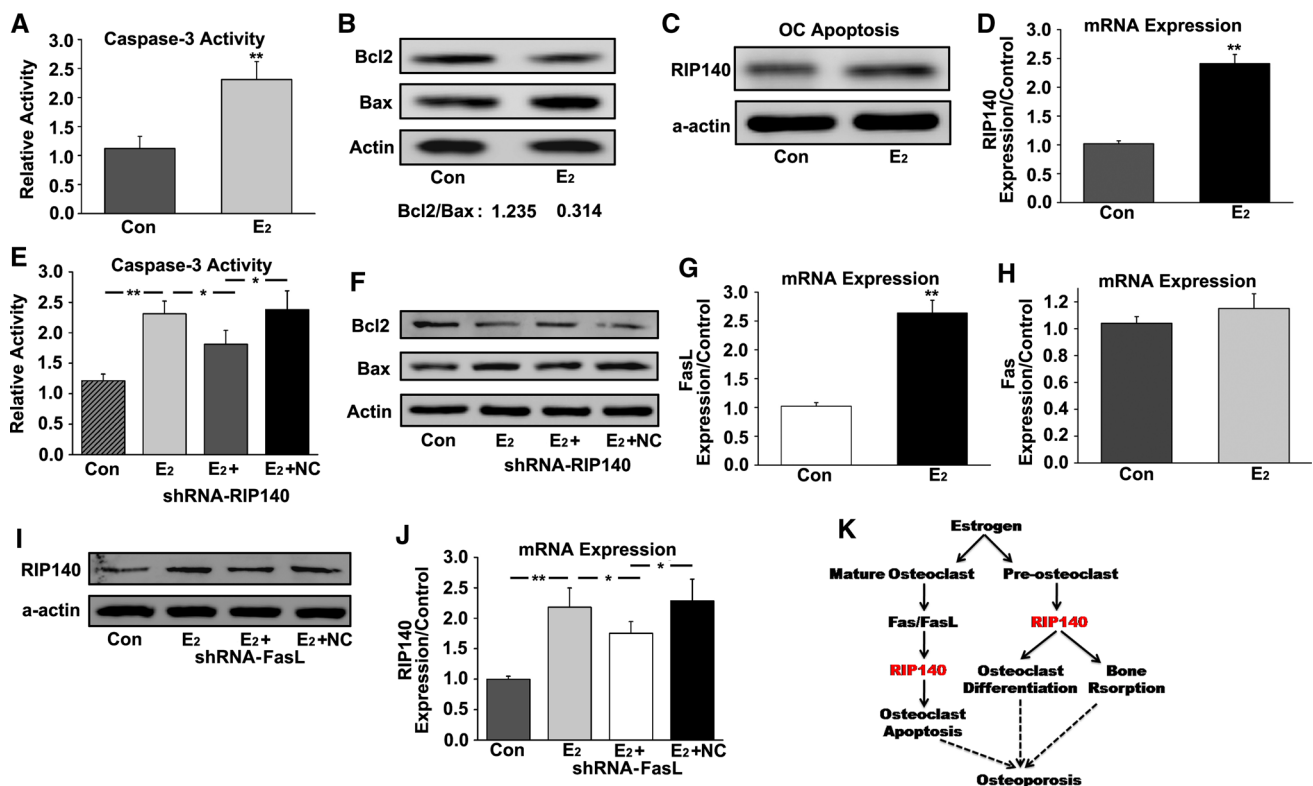 A
Caspase-3 Activity
Relative Activity
3.0
2.5
2.0
1.5
1.0
0.5
0.0
**
Con
E2
B
Bcl2
Bax
Actin
Con
E2
Bcl2/Bax : 1.235 0.314
C
OC Apoptosis
RIP140
a-actin
Con
E2
D
mRNA Expression
RIP140
Expression/Control
3.0
2.5
2.0
1.5
1.0
0.5
0.0
**
Con
E2
E
Caspase-3 Activity
Relative Activity
3.0
2.5
2.0
1.5
1.0
0.5
0.0
** * *
Con E2 E2+ E2+NC
shRNA-RIP140
F
Bcl2
Bax
Actin
Con E2 E2+ E2+NC
shRNA-RIP140
G
mRNA Expression
FasL
Expression/Control
3.0
2.5
2.0
1.5
1.0
0.5
0.0
**
Con
E2
H
mRNA Expression
Fas
Expression/Control
1.2
1.0
0.8
0.6
0.4
0.2
0.0
Con
E2
I
RIP140
a-actin
Con E2 E2+ E2+NC
shRNA-FasL
J
mRNA Expression
RIP140
Expression/Control
3.0
2.5
2.0
1.5
1.0
0.5
0.0
** * *
Con E2 E2+ E2+NC
shRNA-FasL
K
Estrogen
Mature Osteoclast Pre-osteoclast
Fas/FasL RIP140
RIP140
Osteoclast
Differentiation
Bone
Rsorption
Osteoclast
Apoptosis
Osteoporosis